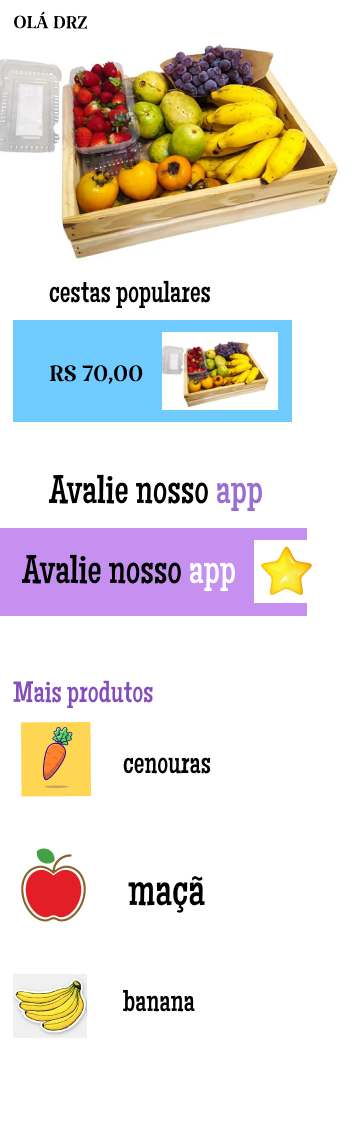 OLÁ DRZ
cestas populares
R$ 70,00
Avalie nosso app
Avalie nosso app
Mais produtos
cenouras
maçã
banana